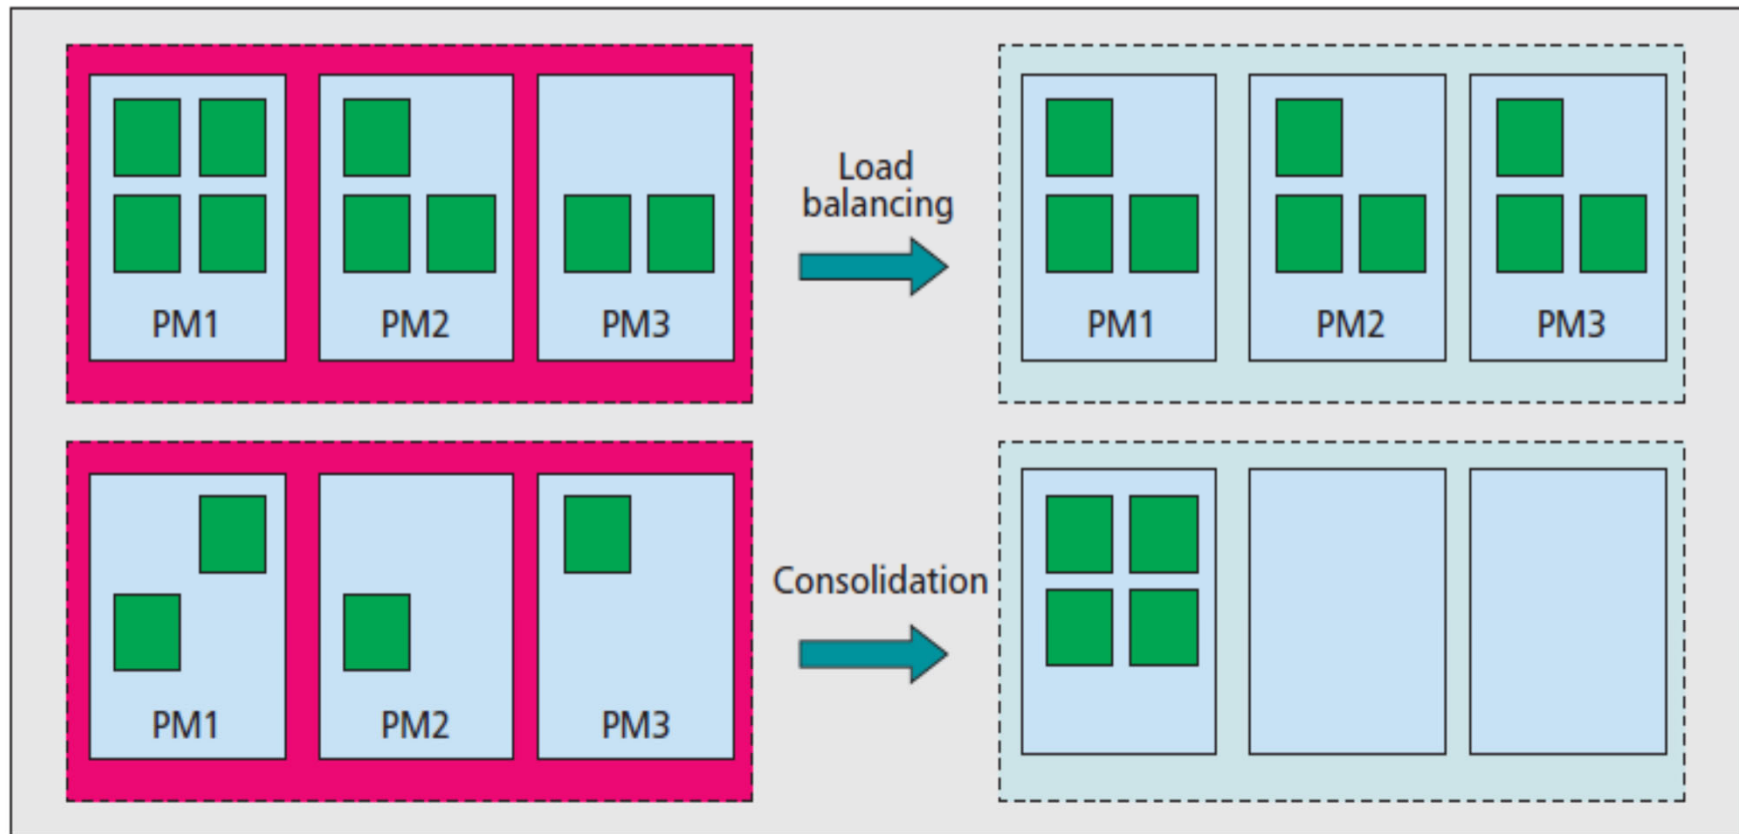 PM1
PM2
PM3
Load
balancing
PM1
PM2
PM3
PM1
PM2
PM3
Consolidation